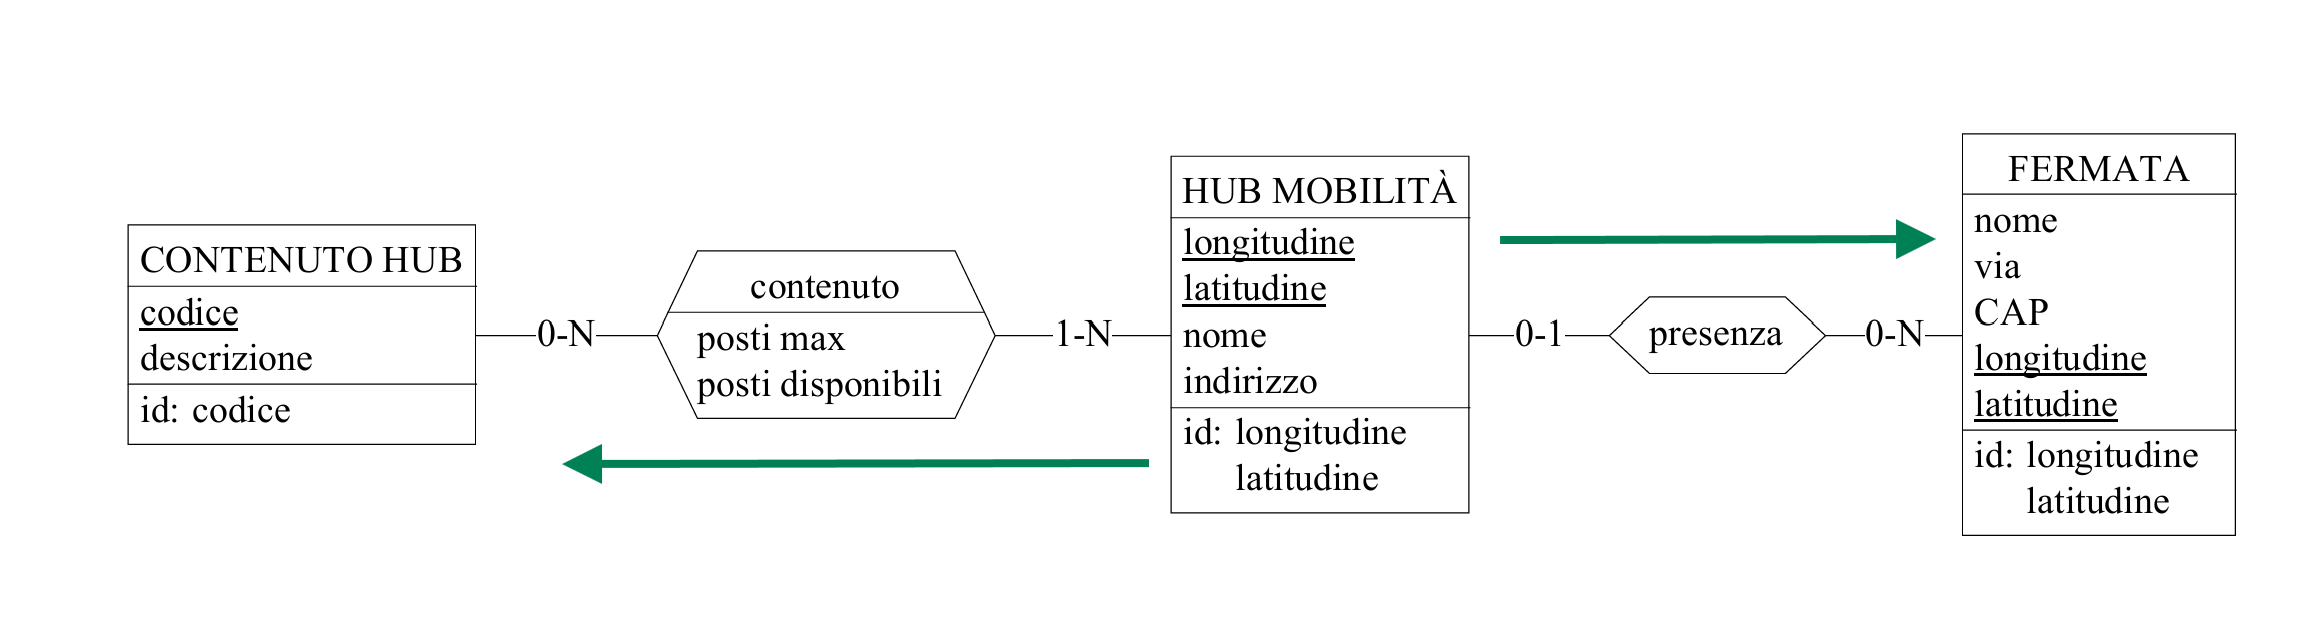 CONTENUTO HUB
codice
descrizione
id: codice
0-N
contenuto
posti max
posti disponibili
1-N
HUB MOBILITÀ
longitudine
latitudine
nome
indirizzo
id: longitudine
latitudine
0-1
presenza
0-N
FERMATA
nome
via
CAP
longitudine
latitudine
id: longitudine
latitudine